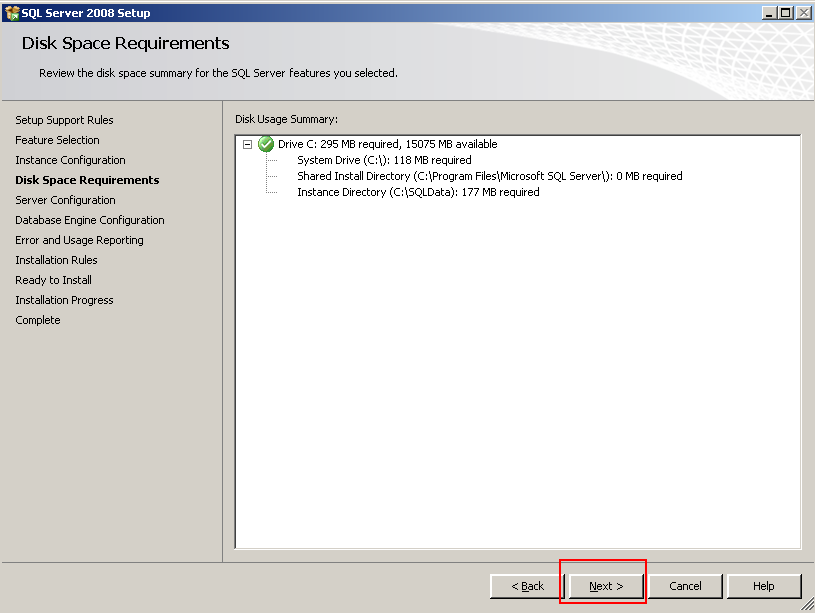 SQL Server 2008 Setup
Disk Space Requirements
Review the disk space summary for the SQL Server features you selected.
Setup Support Rules
Feature Selection
Instance Configuration
Disk Space Requirements
Server Configuration
Database Engine Configuration
Error and Usage Reporting
Installation Rules
Ready to Install
Installation Progress
Complete
Disk Usage Summary:
Drive C: 295 MB required, 15075 MB available
System Drive (C:\): 118 MB required
Shared Install Directory (C:\Program Files\Microsoft SQL Server\): 0 MB required
Instance Directory (C:\SQLData): 177 MB required
< Back
Next >
Cancel
Help